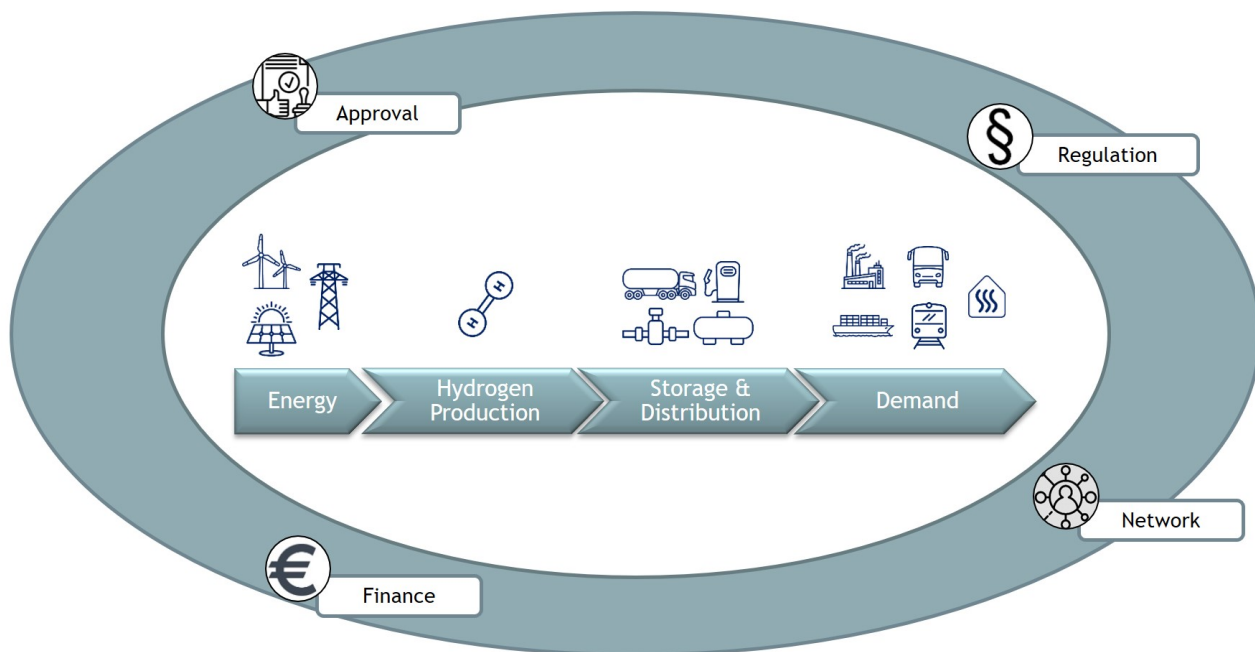 Approval
§
Regulation
H
H
Energy
Hydrogen
Production
Storage &
Distribution
Demand
Network
€
Finance